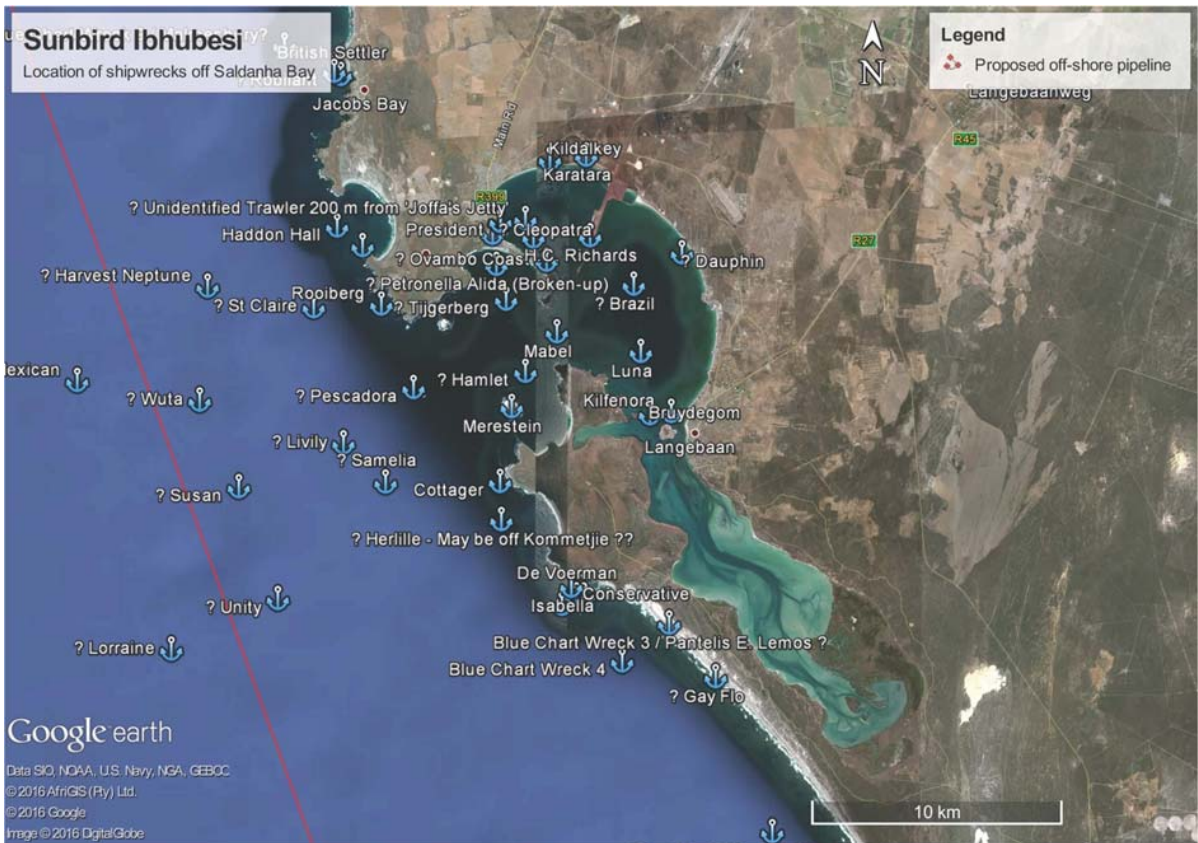 Sunbird Ibhubesi
Location of shipwrecks off Saldanha Bay
Legend
Proposed off-shore pipeline
N
British Settler
Jacobs Bay
Langebaanweg
R45
Main Rd
Kildalkey
Karatara
R399
? Unidentified Trawler 200 m from 'Joffa's Jetty'
President
? Cleopatra
R27
Haddon Hall
? Ovambo Coast
H.C. Richards
? Dauphin
? Harvest Neptune
? Petronella Alida (Broken-up)
Rooiberg
? St Claire
? Tijgerberg
? Brazil
Mabel
Luna
lexican
? Hamlet
? Pescadora
? Wuta
Kilfenora
Bruydegom
Merestein
Langebaan
? Livily
? Samelia
Cottager
? Susan
? Herlille - May be off Kommetjie ??
De Voerman
Conservative
Isabella
? Unity
Blue Chart Wreck 3 / Pantelis E. Lemos ?
? Lorraine
Blue Chart Wreck 4
? Gay Flo
Google earth
Data SIO, NOAA, U.S. Navy, NGA, GEBCO
© 2016 AfriGIS (Pty) Ltd.
© 2016 Google
Image © 2016 DigitalGlobe
10 km